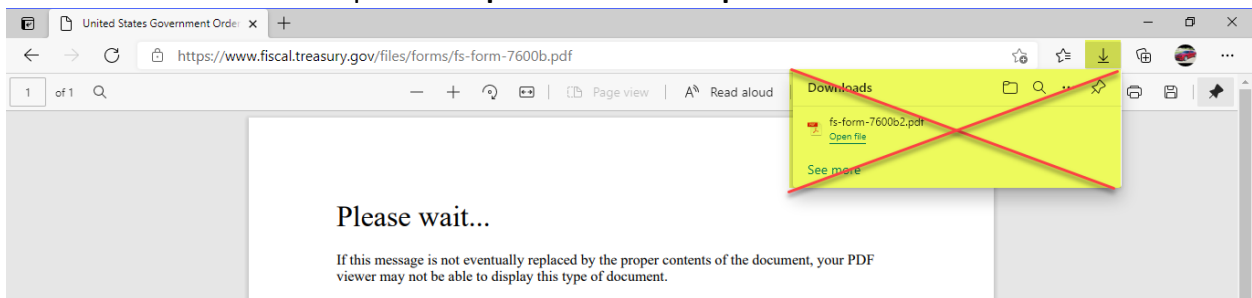 United States Government Order
https://www.fiscal.treasury.gov/files/forms/fs-form-7600b.pdf
1 of 1 Page view Read aloud
Downloads
fs-form-7600b2.pdf
Open file
See more
Please wait...
If this message is not eventually replaced by the proper contents of the document, your PDF
viewer may not be able to display this type of document.